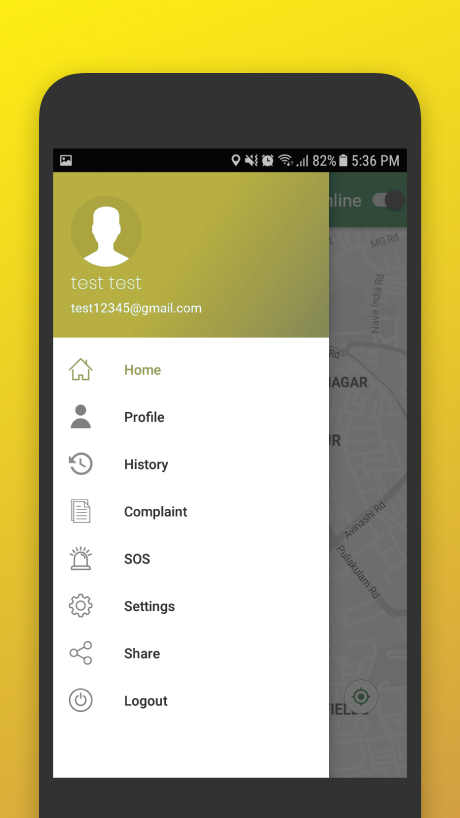 82% 5:36 PM
nline
test test
test12345@gmail.com
MG Rd
Nava India Rd
Home
Rd
NAGAR
Profile
UR
History
Complaint
Avinashi Rd
SOS
Puliakulam Rd
Settings
Share
Logout
FIELDS